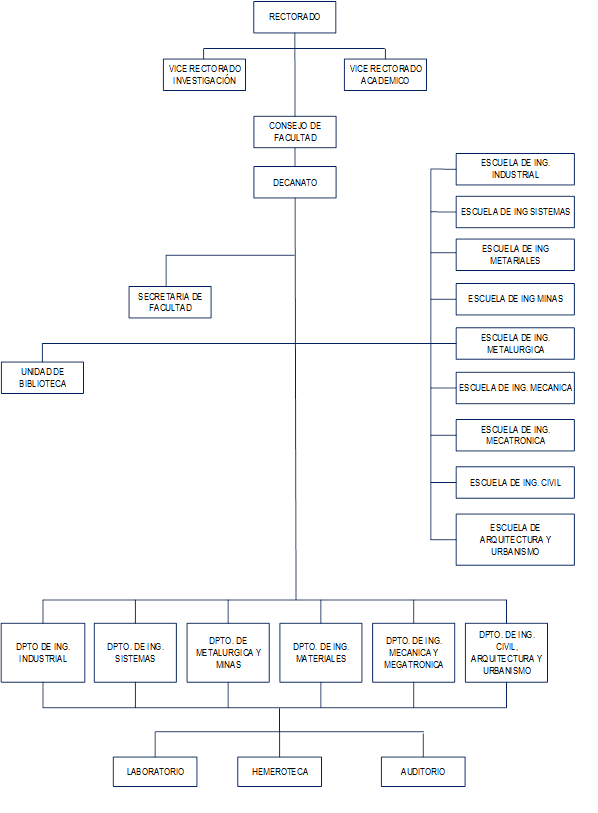 RECTORADO
VICE RECTORADO
INVESTIGACIÓN
VICE RECTORADO
ACADEMICO
CONSEJO DE
FACULTAD
DECANATO
ESCUELA DE ING.
INDUSTRIAL
ESCUELA DE ING SISTEMAS
ESCUELA DE ING
METARIALES
SECRETARIA DE
FACULTAD
ESCUELA DE ING MINAS
ESCUELA DE ING.
METALURGICA
UNIDAD DE
BIBLIOTECA
ESCUELA DE ING. MECANICA
ESCUELA DE ING.
MECATRONICA
ESCUELA DE ING. CIVIL
ESCUELA DE
ARQUITECTURA Y
URBANISMO
DPTO DE ING.
INDUSTRIAL
DPTO. DE ING.
SISTEMAS
DPTO. DE
METALURGICA Y
MINAS
DPTO. DE ING.
MATERIALES
DPTO. DE ING.
MECANICA Y
MEGATRONICA
DPTO. DE ING.
CIVIL,
ARQUITECTURA Y
URBANISMO
LABORATORIO
HEMEROTECA
AUDITORIO